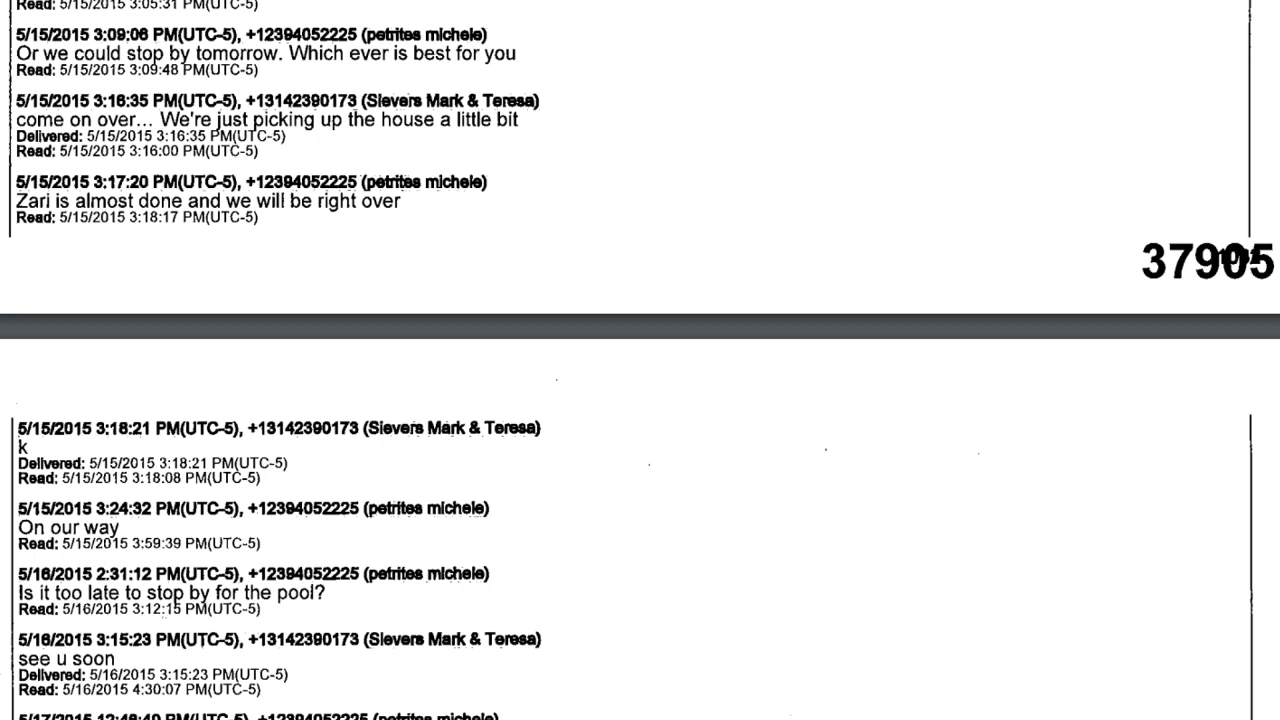 Read: 5/15/2015 3:05:31 PM(UTC-5)
5/15/2015 3:09:06 PM(UTC-5), +12394052225 (petrites michele)
Or we could stop by tomorrow. Which ever is best for you
Read: 5/15/2015 3:09:48 PM(UTC-5)
5/15/2015 3:16:35 PM(UTC-5), +13142390173 (Sievers Mark & Teresa)
come on over... We're just picking up the house a little bit
Delivered: 5/15/2015 3:16:35 PM(UTC-5)
Read: 5/15/2015 3:16:00 PM(UTC-5)
5/15/2015 3:17:20 PM(UTC-5), +12394052225 (petrites michele)
Zari is almost done and we will be right over
Read: 5/15/2015 3:18:17 PM(UTC-5)
37905
5/15/2015 3:18:21 PM(UTC-5), +13142390173 (Sievers Mark & Teresa)
k
Delivered: 5/15/2015 3:18:21 PM(UTC-5)
Read: 5/15/2015 3:18:08 PM(UTC-5)
5/15/2015 3:24:32 PM(UTC-5), +12394052225 (petrites michele)
On our way
Read: 5/15/2015 3:59:39 PM(UTC-5)
5/16/2015 2:31:12 PM(UTC-5), +12394052225 (petrites michele)
Is it too late to stop by for the pool?
Read: 5/16/2015 3:12:15 PM(UTC-5)
5/16/2015 3:15:23 PM(UTC-5), +13142390173 (Sievers Mark & Teresa)
see u soon
Delivered: 5/16/2015 3:15:23 PM(UTC-5)
Read: 5/16/2015 4:30:07 PM(UTC-5)
5/17/2015 12:46:40 PM(UTC-5), +12394052225 (petrites michele)